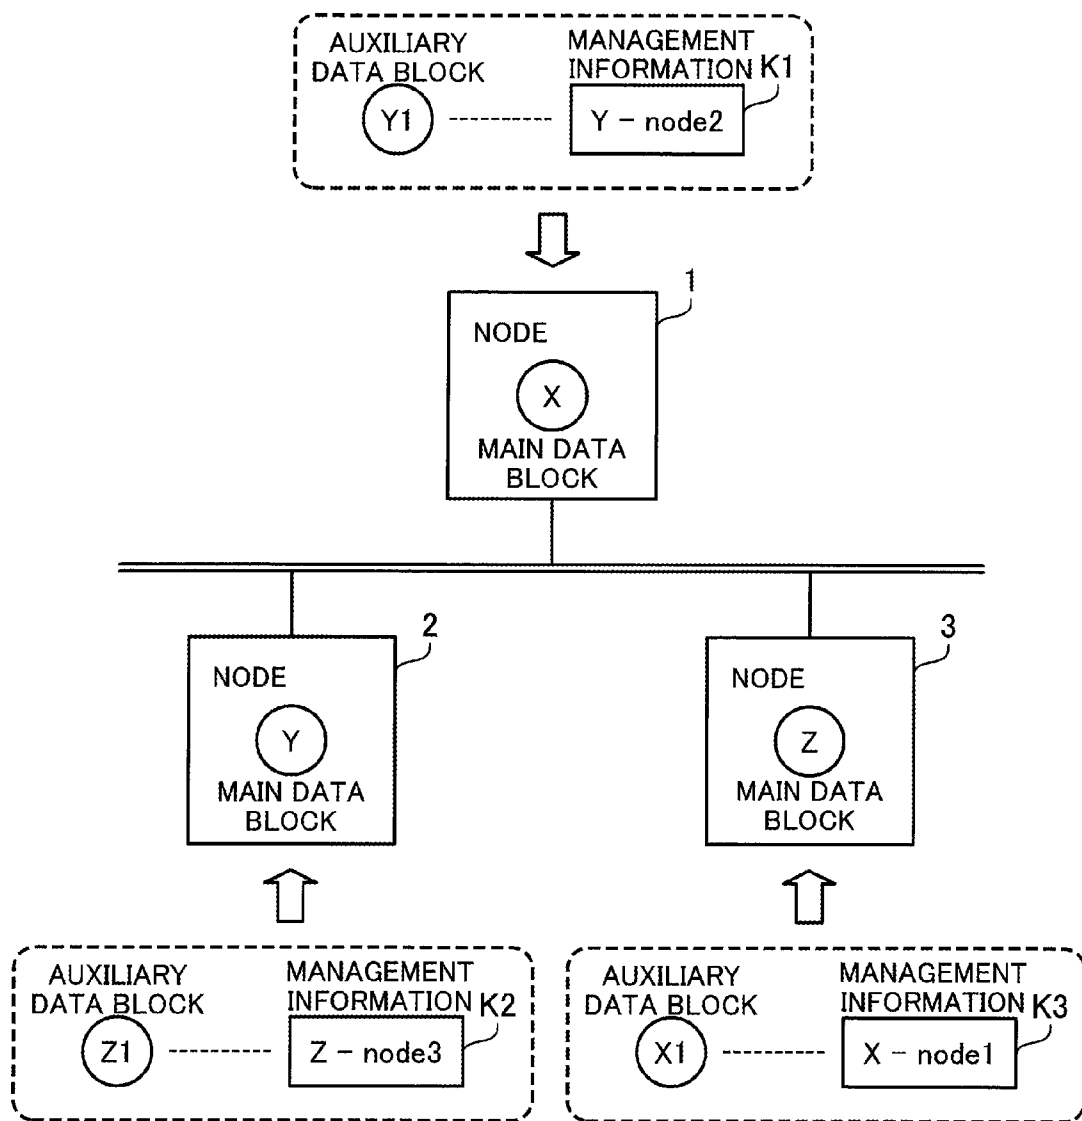 AUXILIARY
DATA BLOCK
MANAGEMENT
INFORMATION K1
Y1
Y - node2
1
NODE
X
MAIN DATA
BLOCK
2
NODE
Y
MAIN DATA
BLOCK
3
NODE
Z
MAIN DATA
BLOCK
AUXILIARY
DATA BLOCK
MANAGEMENT
INFORMATION K2
Z1
Z - node3
AUXILIARY
DATA BLOCK
MANAGEMENT
INFORMATION K3
X1
X - node1